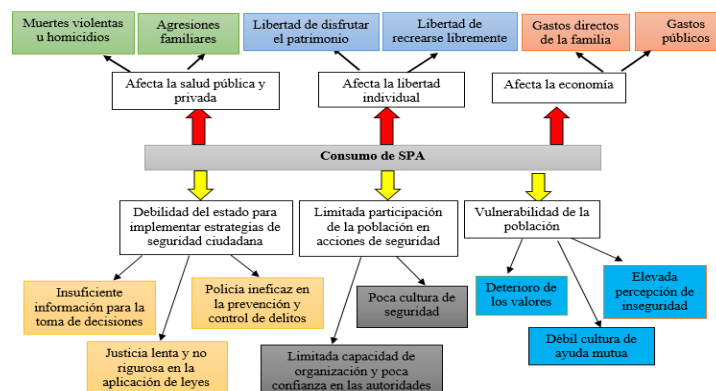 Muertes violentas
u homicidios
Agresiones
familiares
Libertad de disfrutar
el patrimonio
Libertad de
recrearse libremente
Gastos directos
de la familia
Gastos
públicos
Afecta la salud pública y
privada
Afecta la libertad
individual
Afecta la economía
Consumo de SPA
Debilidad del estado para
implementar estrategias de
seguridad ciudadana
Limitada participación
de la población en
acciones de seguridad
Vulnerabilidad de la
población
Insuficiente
información para la
toma de decisiones
Policía ineficaz en
la prevención y
control de delitos
Poca cultura de
seguridad
Deterioro de
los valores
Elevada
percepción de
inseguridad
Justicia lenta y no
rigurosa en la
aplicación de leyes
Limitada capacidad de
organización y poca
confianza en las autoridades
Débil cultura de
ayuda mutua